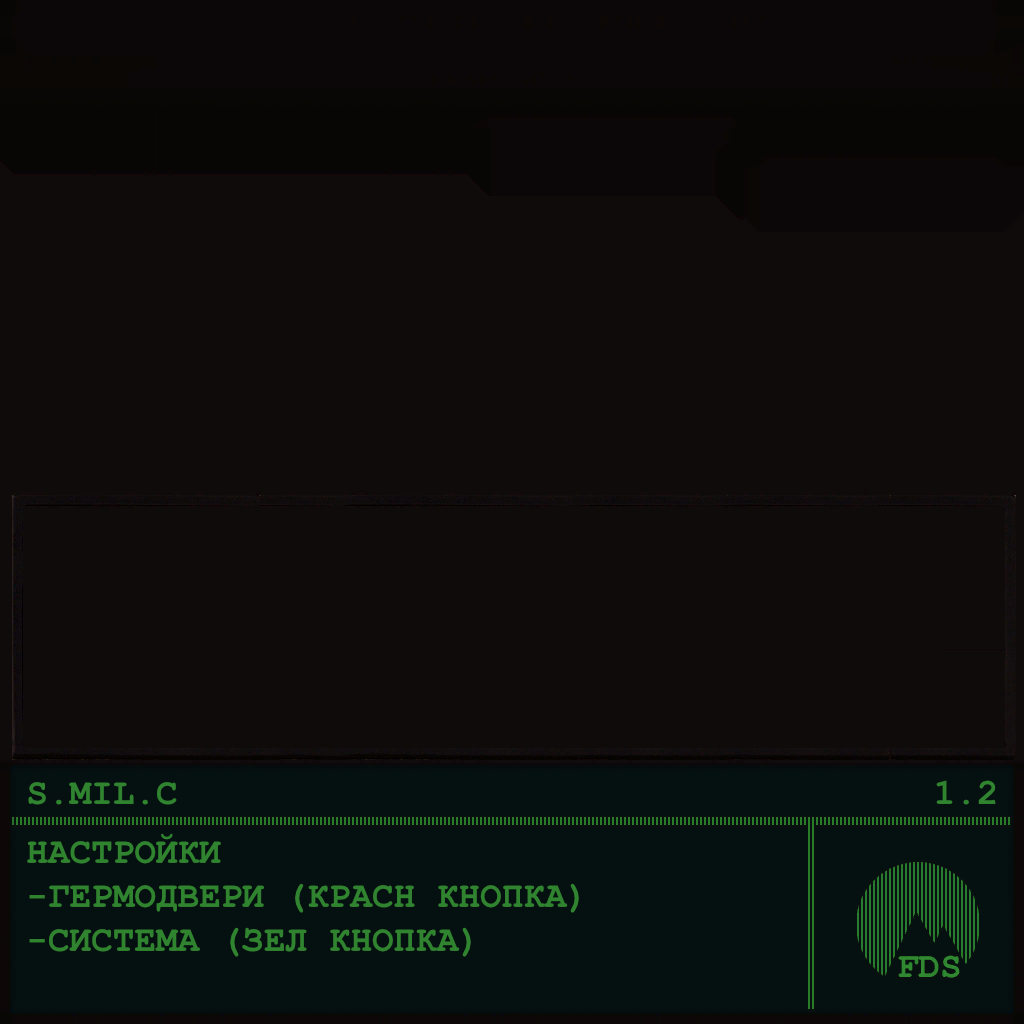 S.MIL.C 1.2
НАСТРОЙКИ
-ГЕРМОДВЕРИ (КРАСН КНОПКА)
-СИСТЕМА (ЗЕЛ КНОПКА)
FDS